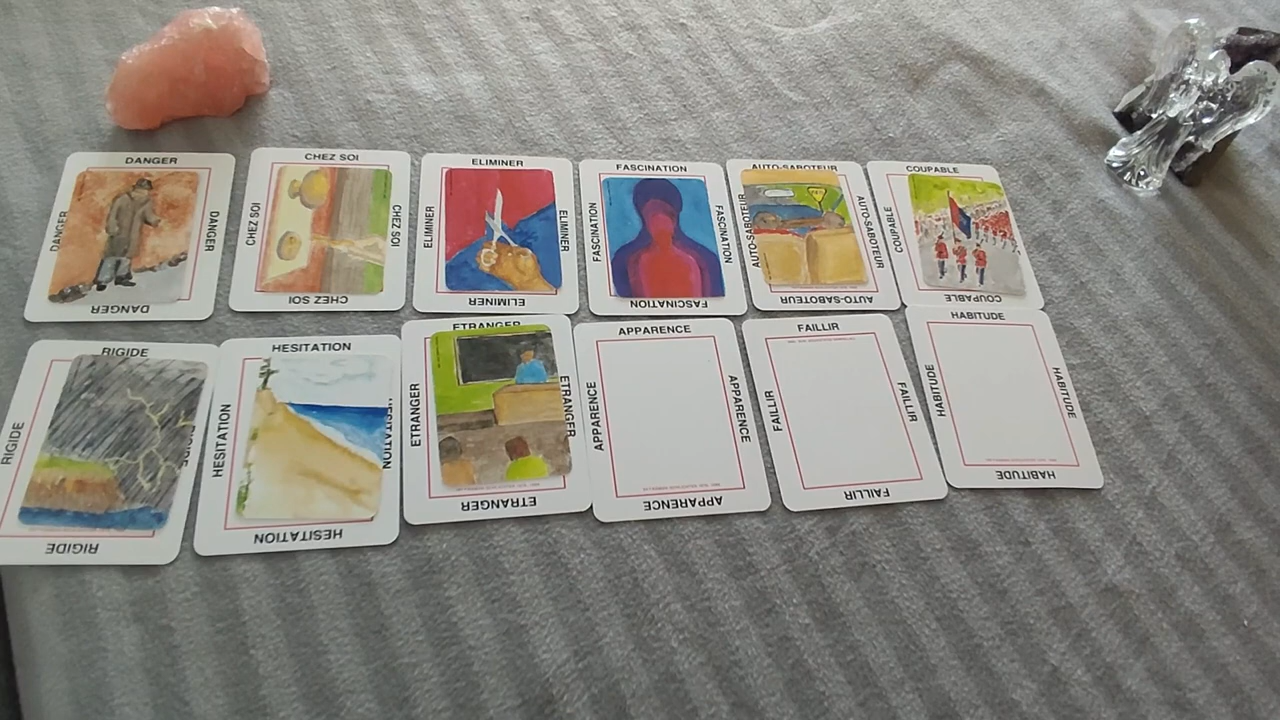 DANGER
DANGER
DANGER
DANGER
CHEZ SOI
CHEZ SOI
CHEZ SOI
CHEZ SOI
ELIMINER
ELIMINER
ELIMINER
ELIMINER
FASCINATION
FASCINATION
FASCINATION
FASCINATION
AUTO-SABOTEUR
AUTO-SABOTEUR
AUTO-SABOTEUR
AUTO-SABOTEUR
COUPABLE
COUPABLE
COUPABLE
RIGIDE
RIGIDE
RIGIDE
RIGIDE
HESITATION
HESITATION
HESITATION
HESITATION
ETRANGER
ETRANGER
ETRANGER
ETRANGER
APPARENCE
APPARENCE
APPARENCE
APPARENCE
FAILLIR
FAILLIR
FAILLIR
FAILLIR
HABITUDE
HABITUDE
HABITUDE
HABITUDE